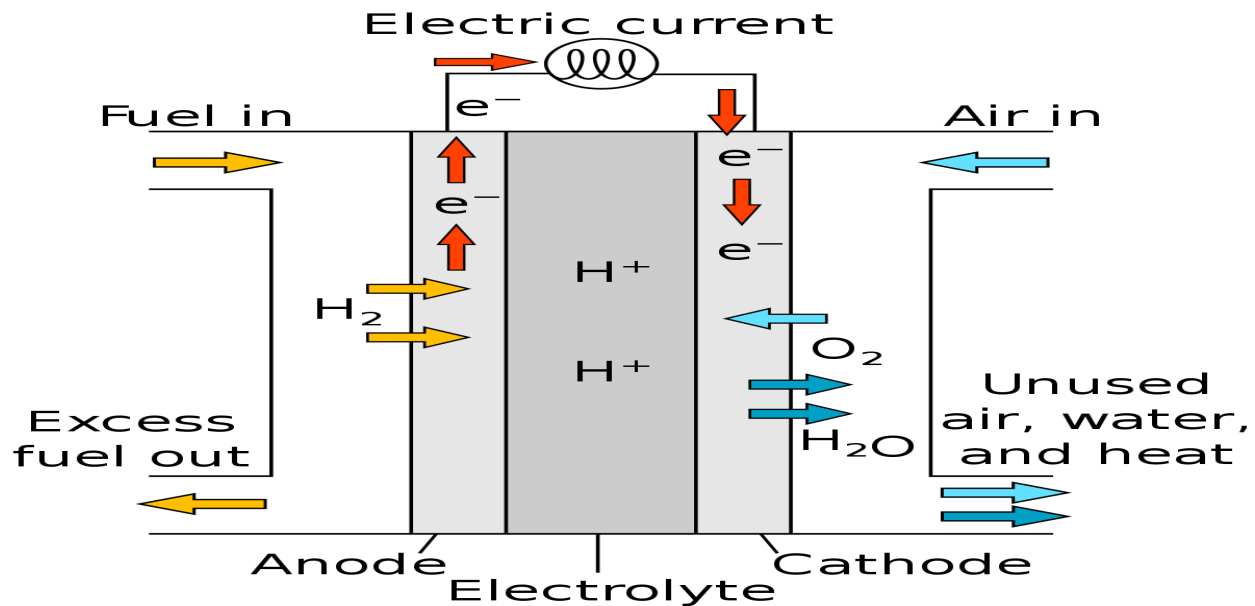 Electric current
e⁻
Fuel in
Air in
e⁻
e⁻
e⁻
H⁺
H₂
O₂
H⁺
H₂O
Excess
fuel out
Unused
air, water,
and heat
Anode
Electrolyte
Cathode